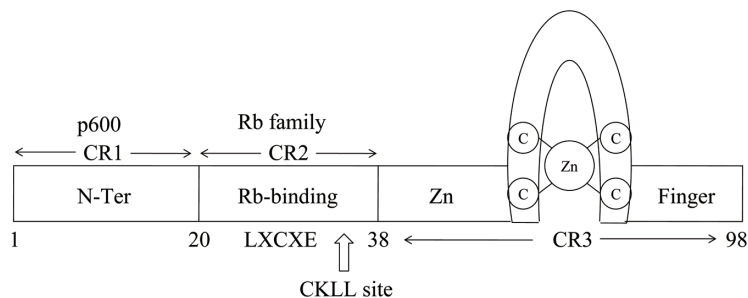 p600 Rb family
CR1 CR2
C C
Zn
N-Ter Rb-binding Zn C C Finger
1 20 LXCXE 38 CR3 98
CKLL site